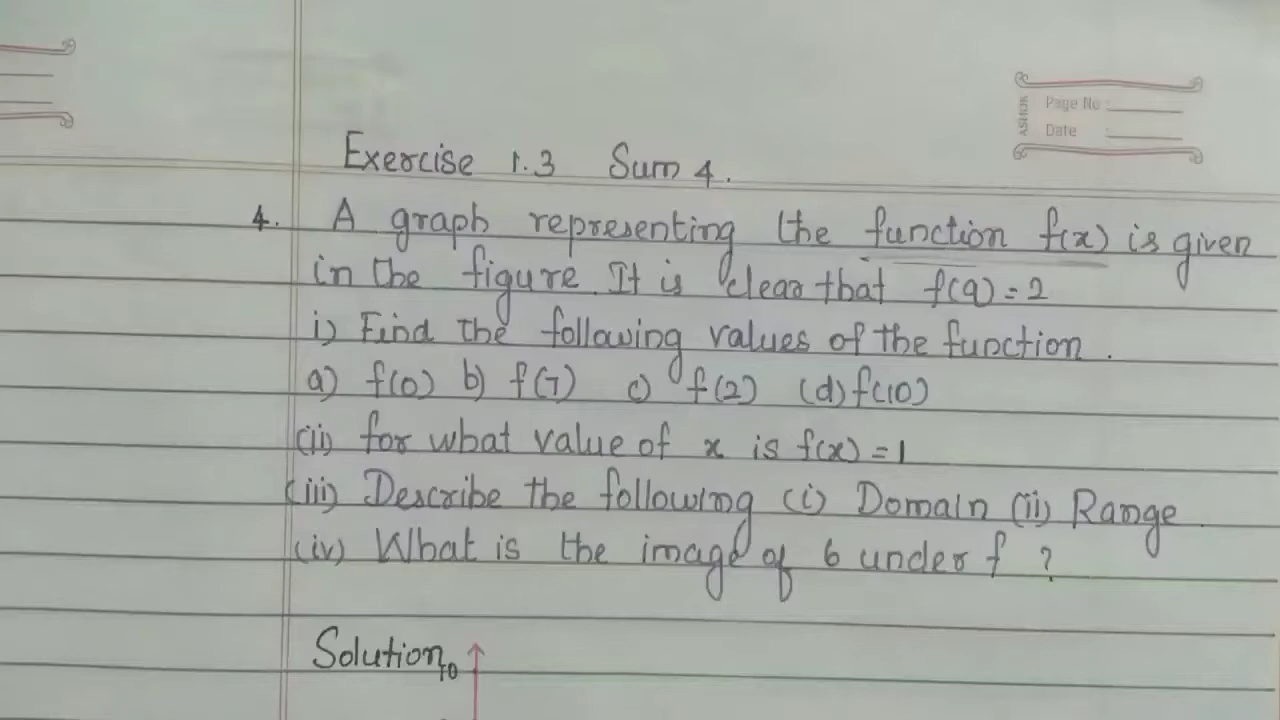 ASHOK
Page No :
Date :
Exercise 1.3 Sum 4.
4. A graph representing the function f(x) is given
in the figure. It is clear that f(9) = 2
i) Find the following values of the function.
a) f(0) b) f(7) c) f(2) (d) f(10)
(ii) for what value of x is f(x) = 1
(iii) Describe the following (i) Domain (ii) Range
(iv) What is the image of 6 under f ?
Solution
10